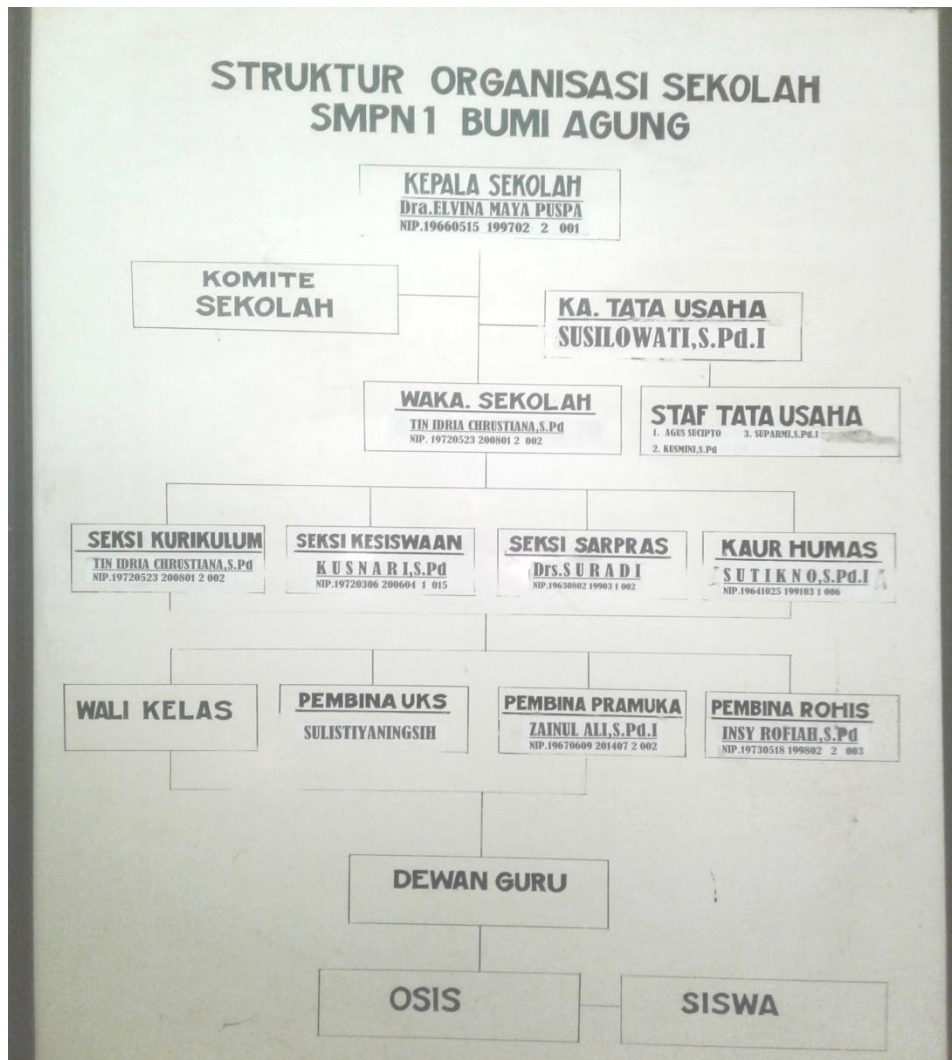 STRUKTUR ORGANISASI SEKOLAH
SMPN 1 BUMI AGUNG
KEPALA SEKOLAH
Dra.ELVINA MAYA PUSPA
NIP.19660515 199702 2 001
KOMITE
SEKOLAH
KA. TATA USAHA
SUSILOWATI,S.Pd.I
WAKA. SEKOLAH
TIN IDRIA CHRUSTIANA,S.Pd
NIP. 19720523 200801 2 002
STAF TATA USAHA
1. AGUS SUCIPTO 3. SUPARMI,S.Pd.I
2. KESMINI,S.Pd
SEKSI KURIKULUM
TIN IDRIA CHRUSTIANA,S.Pd
NIP.19720523 200801 2 002
SEKSI KESISWAAN
K U S N A R I,S.Pd
NIP.19720306 200604 1 015
SEKSI SARPRAS
Drs.S U R A D I
NIP.19630802 19903 1 002
KAUR HUMAS
S U T I K N O,S.Pd.I
NIP.19641025 199103 1 006
WALI KELAS
PEMBINA UKS
SULISTIYANINGSIH
PEMBINA PRAMUKA
ZAINUL ALI,S.Pd.I
NIP.19670609 201407 2 002
PEMBINA ROHIS
INSY ROFIAH,S.Pd
NIP.19730518 199802 2 003
DEWAN GURU
OSIS
SISWA